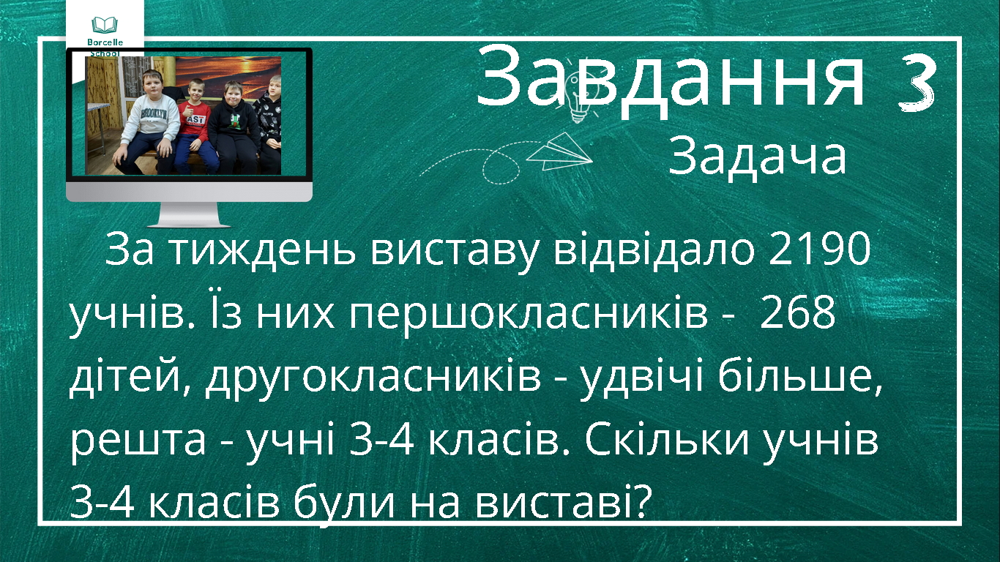 Borcelle
School
BROOKLYN
AST
Завдання 3
Задача
За тиждень виставу відвідало 2190
учнів. Їз них першокласників - 268
дітей, другокласників - удвічі більше,
решта - учні 3-4 класів. Скільки учнів
3-4 класів були на виставі?